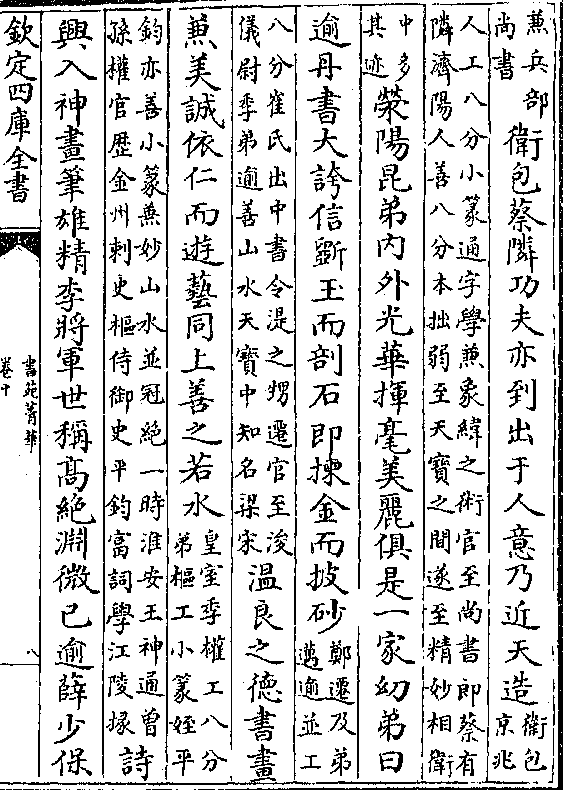 兼兵部
尚書
衛包蔡隣功夫亦到出于人意乃近天造
衛包
京兆
人工八分小篆通字學兼象緯之術官至尚書郎蔡有
隣濟陽人善八分本拙弱至天寶之間遂至精妙相衛
中多
其迹
滎陽昆弟内外光華揮毫美麗俱是一家幼弟曰
逾丹書大誇信斵玉而剖石即揀金而披砂
鄭遷及弟
邁逾並工
八分崔氏出中書令湜之甥遷官至浚
儀尉季弟逾善山水天寶中知名梁宋
温良之德書畫
兼美誠依仁而遊藝同上善之若水
皇室季權工八分
弟樞工小篆姪平
鈞亦善小篆兼妙山水並冠絶一時淮安王神通曾
孫權官歷金州刺史樞侍御史平鈞富詞學江陵掾
詩
興入神畫筆雄精李將軍世稱髙絶淵微已逾薛少保
欽定四庫全書
書苑菁華
卷十
八